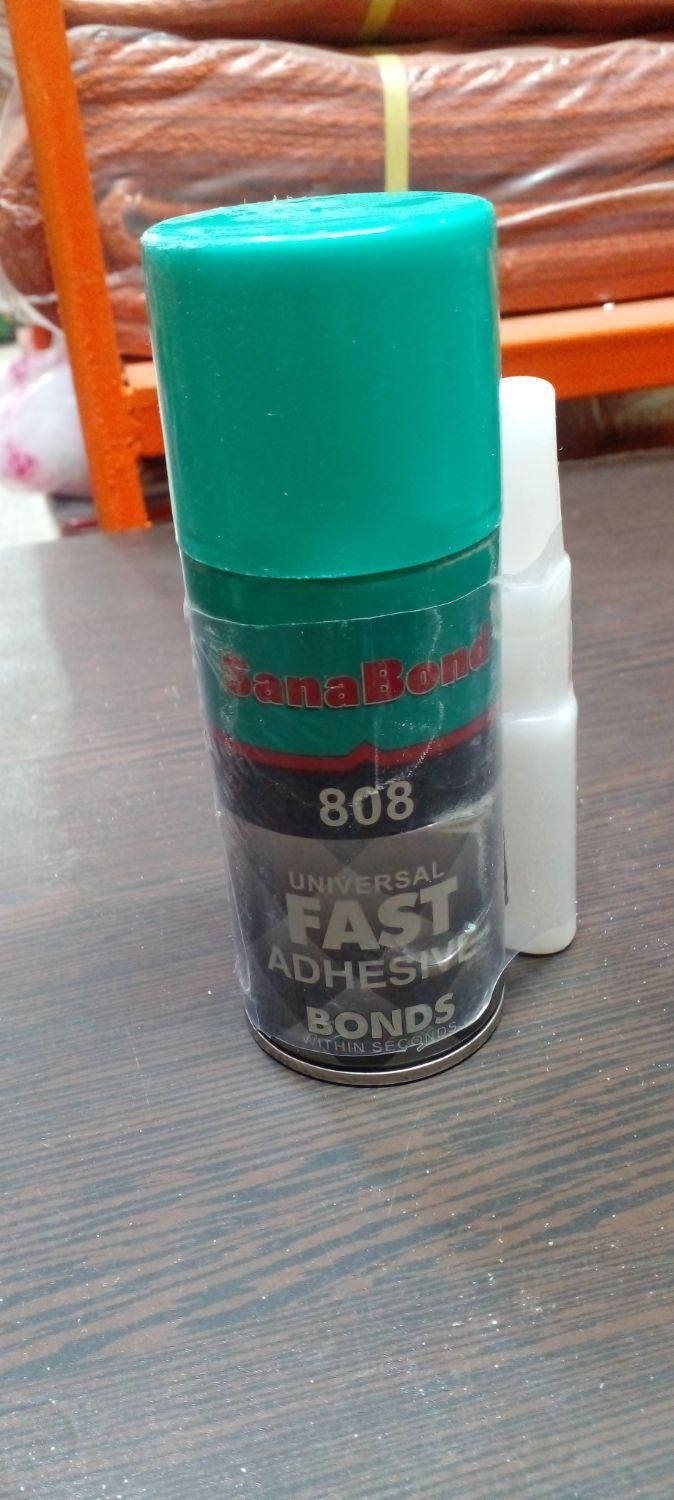 SanaBond
808
UNIVERSAL
FAST
ADHESIVE
BONDS
WITHIN SECONDS